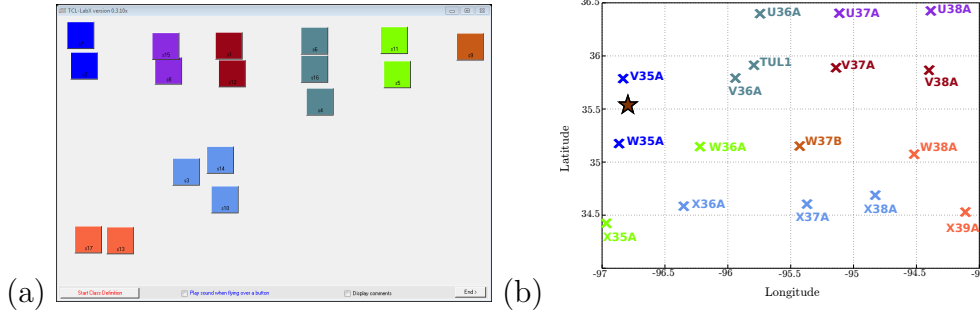 TCL-LabX version 0.3.10x
s11
s6
s15
s1
s9
s8
s12
s16
s5
s4
s14
s3
s10
s17
s13
Start Class Definition
Play sound when flying over a button
Display comments
End
(a)
36.5
36
35.5
35
34.5
Latitude
U36A
U37A
U38A
TUL1
V37A
V35A
V36A
V38A
W35A
W36A
W37B
W38A
X36A
X37A
X38A
X35A
X39A
-97
-96.5
-96
-95.5
-95
-94.5
-9
Longitude
(b)